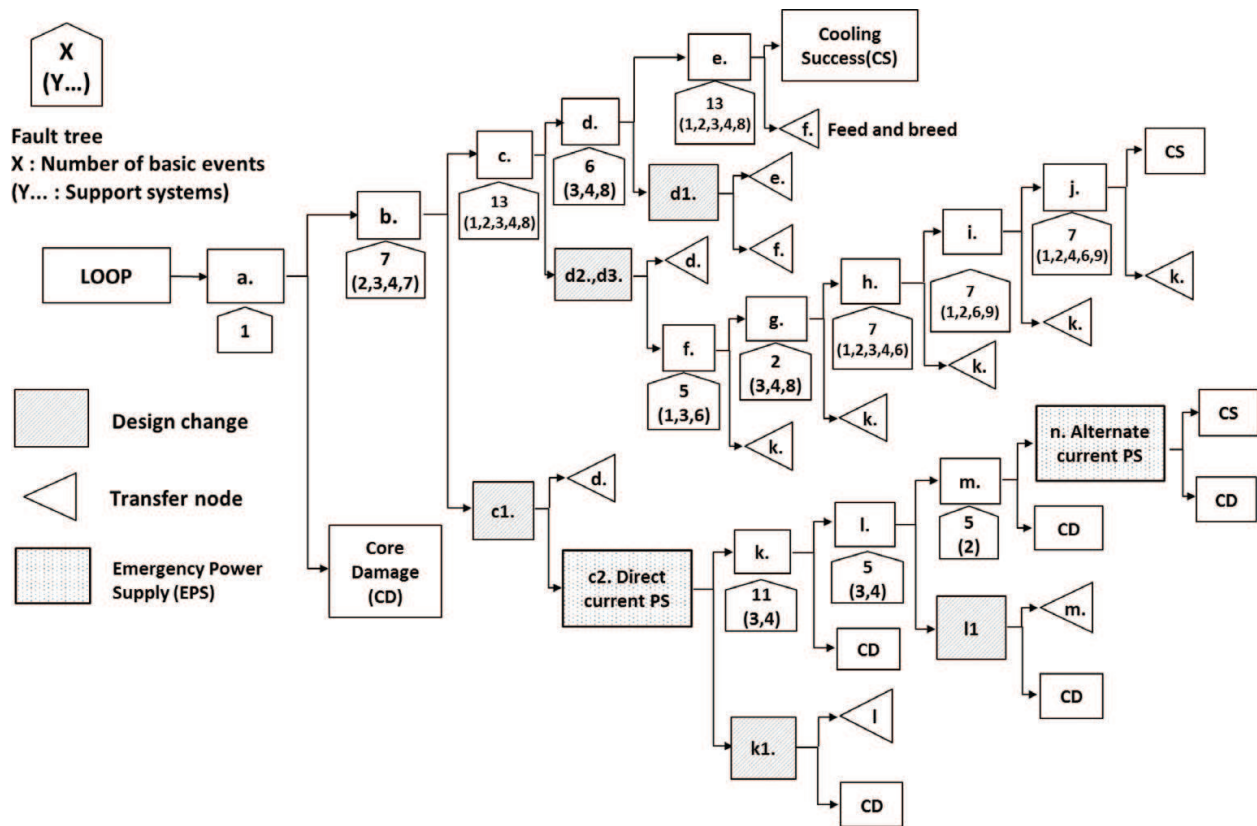 X
(Y...)
Fault tree
X : Number of basic events
(Y... : Support systems)
LOOP
a.
1
b.
7
(2,3,4,7)
c.
13
(1,2,3,4,8)
d.
6
(3,4,8)
e.
13
(1,2,3,4,8)
Cooling
Success(CS)
f.
Feed and breed
d1.
e.
f.
d2.,d3.
d.
f.
5
(1,3,6)
g.
2
(3,4,8)
h.
7
(1,2,3,4,6)
i.
7
(1,2,6,9)
j.
7
(1,2,4,6,9)
CS
k.
k.
k.
k.
k.
Design change
Transfer node
Emergency Power
Supply (EPS)
Core
Damage
(CD)
c1.
d.
c2. Direct
current PS
k.
11
(3,4)
l.
5
(3,4)
m.
5
(2)
n. Alternate
current PS
CS
CD
CD
CD
l1
m.
CD
k1.
l
CD